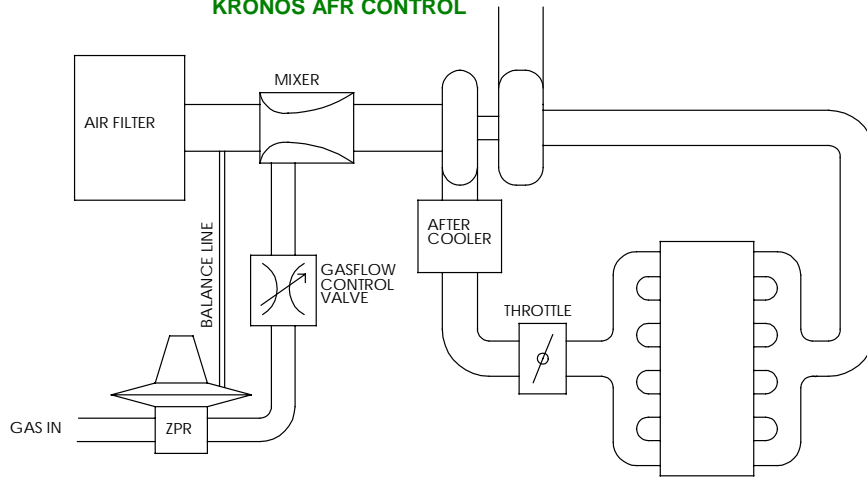 KRONOS AFR CONTROL
MIXER
AIR FILTER
BALANCE LINE
GASFLOW
CONTROL
VALVE
AFTER
COOLER
THROTTLE
GAS IN
ZPR